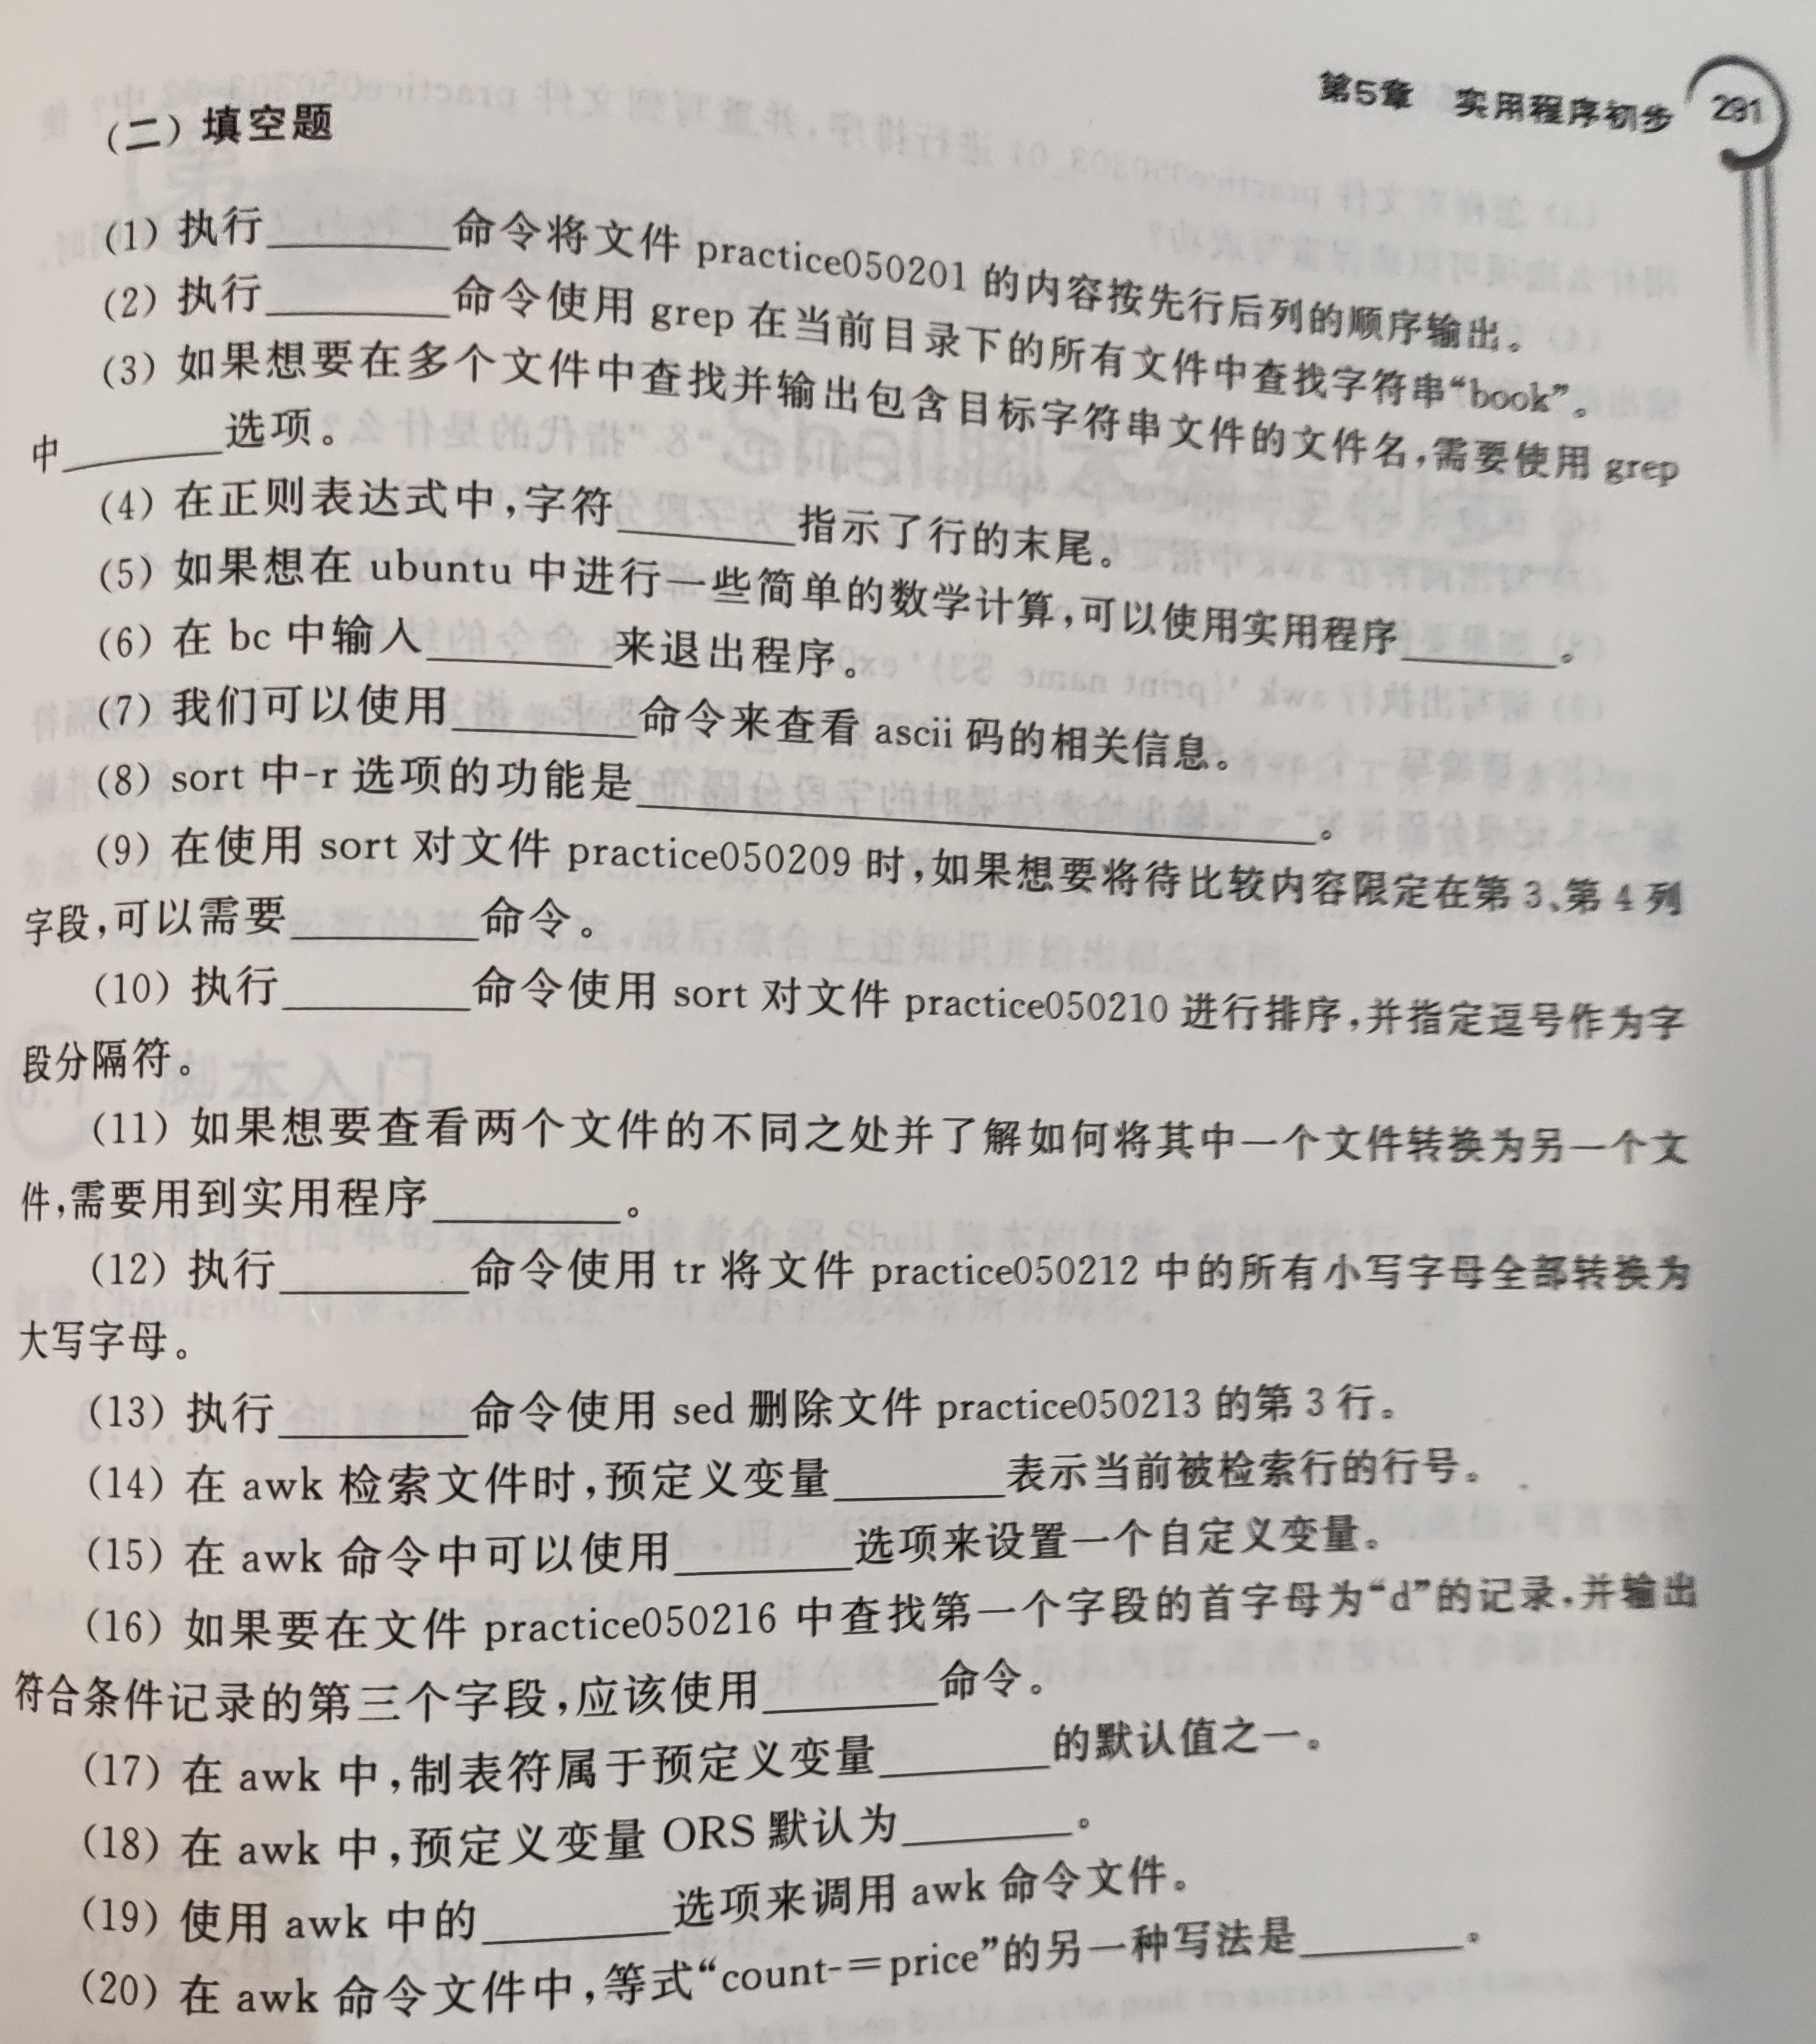 第5章 实用程序初步 231
(二) 填空题
(1) 执行________命令将文件 practice050201 的内容按先行后列的顺序输出。
(2) 执行________命令使用 grep 在当前目录下的所有文件中查找字符串“book”。
(3) 如果想要在多个文件中查找并输出包含目标字符串文件的文件名,需要使用 grep
中________选项。
(4) 在正则表达式中,字符________指示了行的末尾。
(5) 如果想在 ubuntu 中进行一些简单的数学计算,可以使用实用程序________。
(6) 在 bc 中输入________来退出程序。
(7) 我们可以使用________命令来查看 ascii 码的相关信息。
(8) sort 中-r 选项的功能是________________________________。
(9) 在使用 sort 对文件 practice050209 时,如果想要将待比较内容限定在第 3、第 4 列
字段,可以需要________命令。
(10) 执行________命令使用 sort 对文件 practice050210 进行排序,并指定逗号作为字
段分隔符。
(11) 如果想要查看两个文件的不同之处并了解如何将其中一个文件转换为另一个文
件,需要用到实用程序________。
(12) 执行________命令使用 tr 将文件 practice050212 中的所有小写字母全部转换为
大写字母。
(13) 执行________命令使用 sed 删除文件 practice050213 的第 3 行。
(14) 在 awk 检索文件时,预定义变量________表示当前被检索行的行号。
(15) 在 awk 命令中可以使用________选项来设置一个自定义变量。
(16) 如果要在文件 practice050216 中查找第一个字段的首字母为“d”的记录,并输出
符合条件记录的第三个字段,应该使用________命令。
(17) 在 awk 中,制表符属于预定义变量________的默认值之一。
(18) 在 awk 中,预定义变量 ORS 默认为________。
(19) 使用 awk 中的________选项来调用 awk 命令文件。
(20) 在 awk 命令文件中,等式“count-=price”的另一种写法是________。